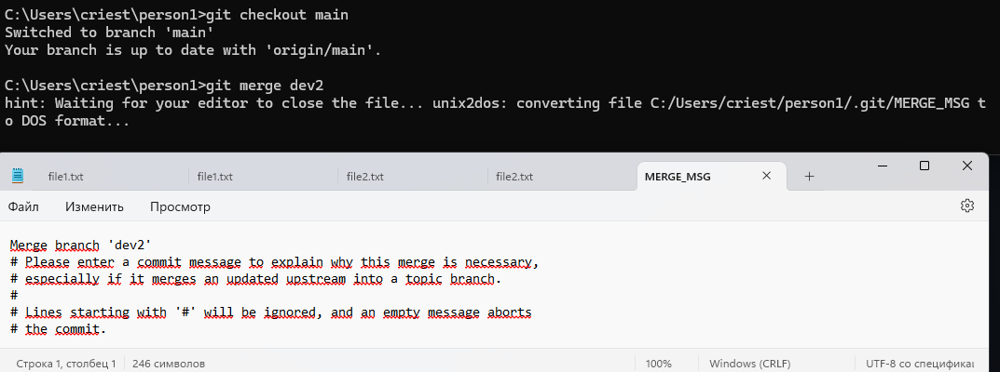 C:\Users\criest\person1>git checkout main
Switched to branch 'main'
Your branch is up to date with 'origin/main'.
C:\Users\criest\person1>git merge dev2
hint: Waiting for your editor to close the file... unix2dos: converting file C:/Users/criest/person1/.git/MERGE_MSG t
o DOS format...
file1.txt file1.txt file2.txt file2.txt MERGE_MSG
Файл Изменить Просмотр
Merge branch 'dev2'
# Please enter a commit message to explain why this merge is necessary,
# especially if it merges an updated upstream into a topic branch.
#
# Lines starting with '#' will be ignored, and an empty message aborts
# the commit.
Строка 1, столбец 1 246 символов 100% Windows (CRLF) UTF-8 со специфика